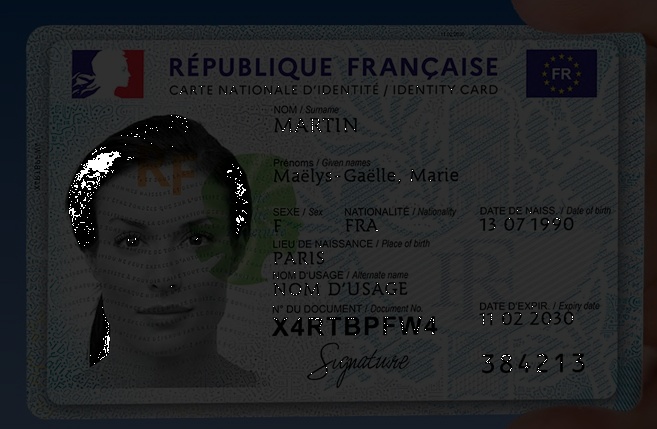 RÉPUBLIQUE FRANÇAISE
FR
CARTE NATIONALE D'IDENTITÉ / IDENTITY CARD
NOM / Surname
MARTIN
Prénoms / Given names
Maëlys-Gaëlle, Marie
SEXE / Sex NATIONALITÉ / Nationality DATE DE NAISS. / Date of birth
F FRA 13 07 1990
LIEU DE NAISSANCE / Place of birth
PARIS
NOM D'USAGE / Alternate name
NOM D'USAGE
N° DU DOCUMENT / Document No. DATE D'EXPIR. / Expiry date
X4RTBPFW4 11 02 2030
Signature 384213
RF